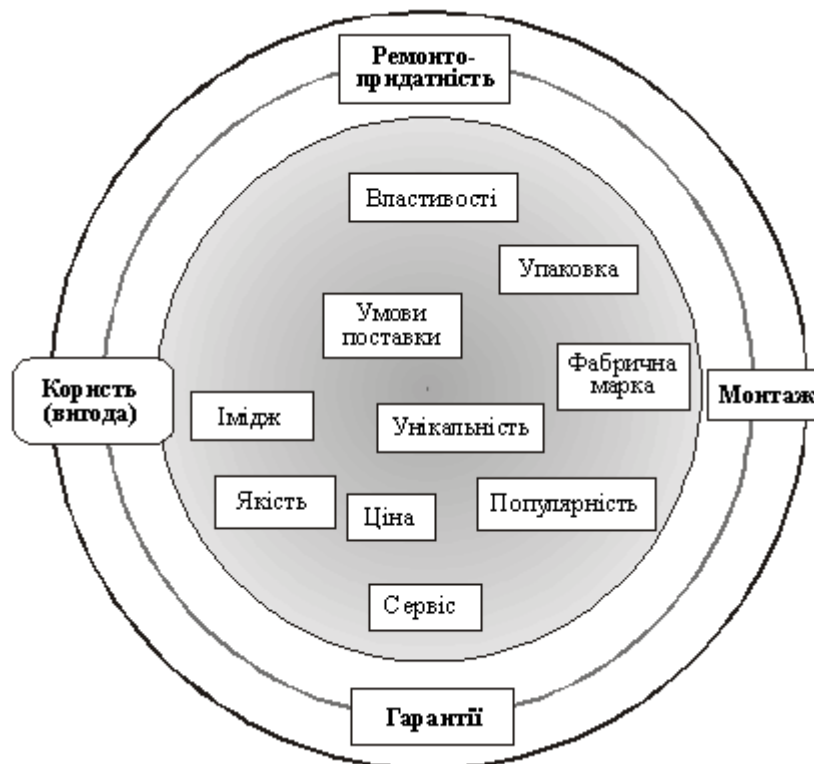 Ремонто-
придатність
Властивості
Упаковка
Умови
поставки
Фабрична
марка
Користь
(вигода)
Монтаж
Імідж
Унікальність
Якість
Ціна
Популярність
Сервіс
Гарантії